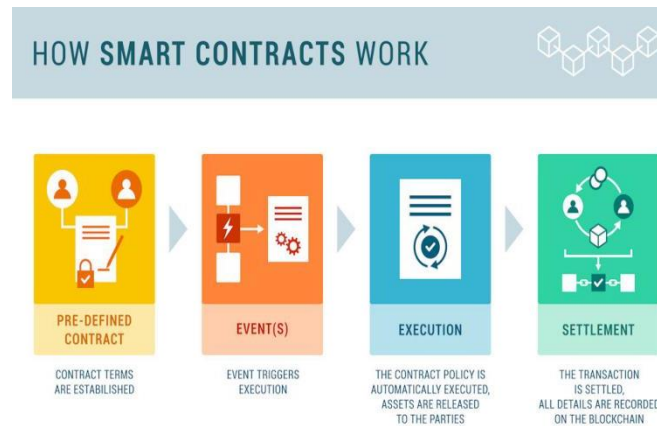 HOW SMART CONTRACTS WORK
PRE-DEFINED
CONTRACT
CONTRACT TERMS
ARE ESTABILISHED
EVENT(S)
EVENT TRIGGERS
EXECUTION
EXECUTION
THE CONTRACT POLICY IS
AUTOMATICALLY EXECUTED,
ASSETS ARE RELEASED
TO THE PARTIES
SETTLEMENT
THE TRANSACTION
IS SETTLED,
ALL DETAILS ARE RECORDED
ON THE BLOCKCHAIN